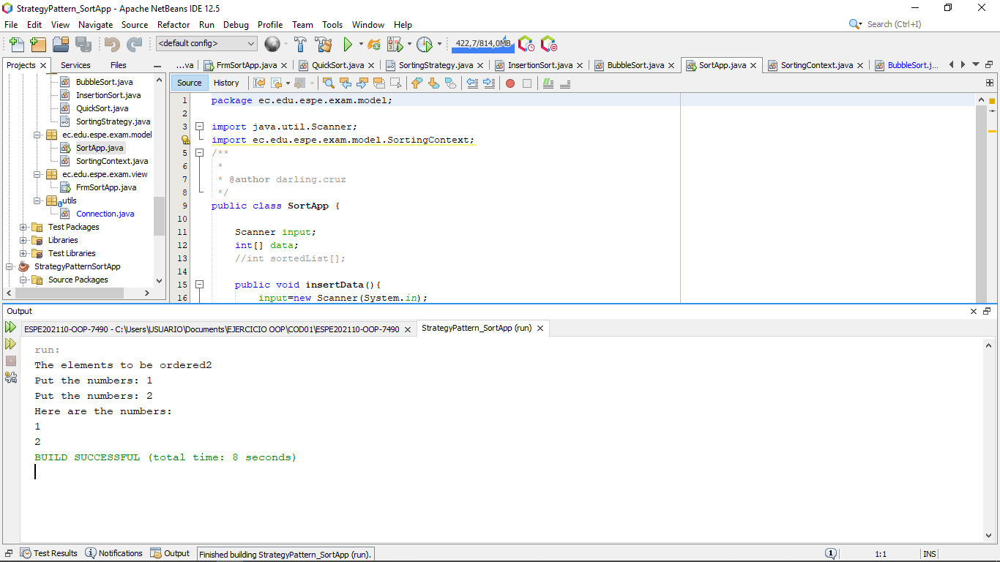 StrategyPattern_SortApp - Apache NetBeans IDE 12.5
File Edit View Navigate Source Refactor Run Debug Profile Team Tools Window Help
Search (Ctrl+I)
<default config>
422,7/814,0MB
Projects Services Files
...va FrmSortApp.java QuickSort.java SortingStrategy.java InsertionSort.java BubbleSort.java SortApp.java SortingContext.java BubbleSort.j...
Source History
BubbleSort.java
InsertionSort.java
QuickSort.java
SortingStrategy.java
ec.edu.espe.exam.model
SortApp.java
SortingContext.java
ec.edu.espe.exam.view
FrmSortApp.java
utils
Connection.java
Test Packages
Libraries
Test Libraries
StrategyPatternSortApp
Source Packages
1 package ec.edu.espe.exam.model;
2
3 import java.util.Scanner;
import ec.edu.espe.exam.model.SortingContext;
5 /**
6 *
7 * @author darling.cruz
8 */
9 public class SortApp {
10
11 Scanner input;
12 int[] data;
13 //int sortedList[];
14
15 public void insertData(){
16 input=new Scanner(System.in);
Output
ESPE202110-OOP-7490 - C:\Users\USUARIO\Documents\EJERCICIO OOP\COD01\ESPE202110-OOP-7490 StrategyPattern_SortApp (run)
run:
The elements to be ordered2
Put the numbers: 1
Put the numbers: 2
Here are the numbers:
1
2
BUILD SUCCESSFUL (total time: 8 seconds)
Test Results Notifications Output Finished building StrategyPattern_SortApp (run). 1 1:1 INS